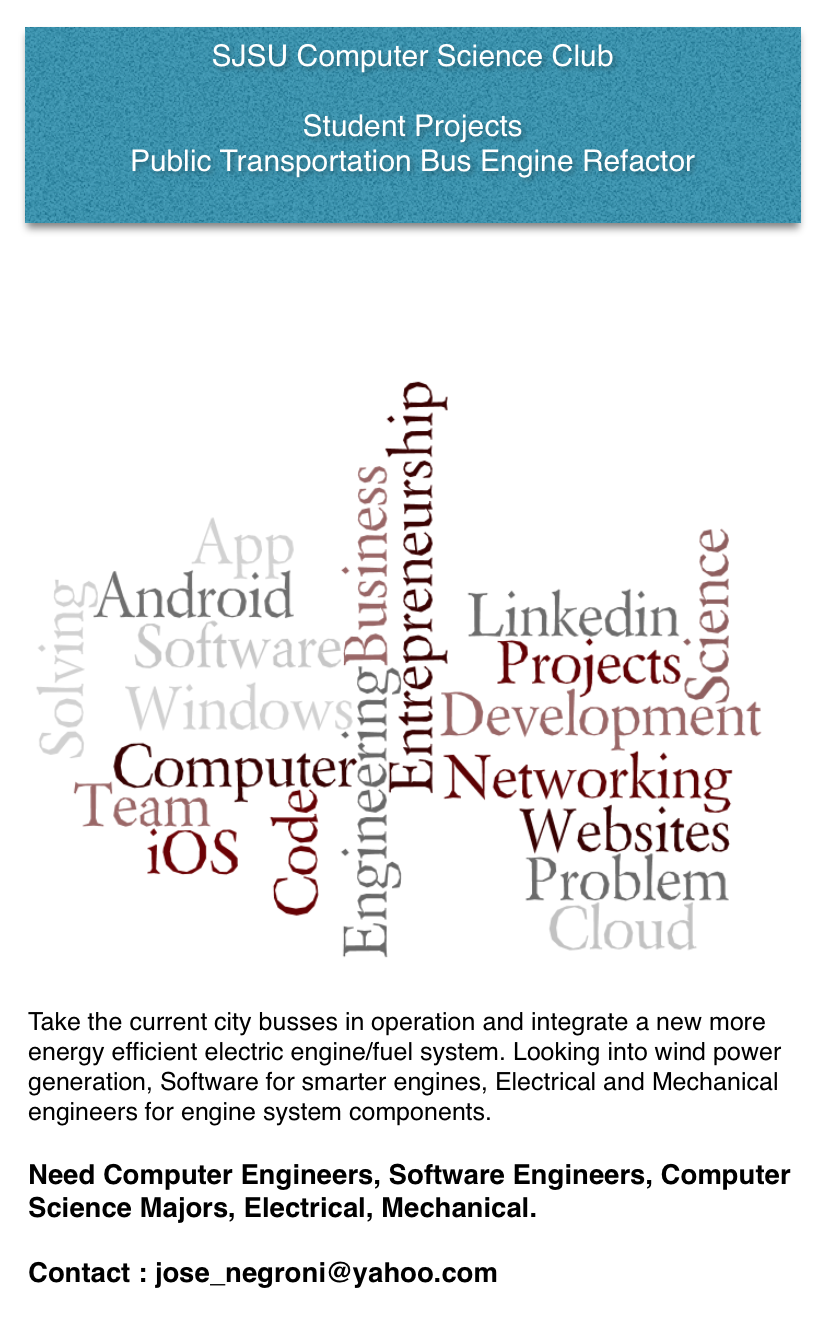 SJSU Computer Science Club
Student Projects
Public Transportation Bus Engine Refactor
Entrepreneurship
Business
App
Android
Solving
Software
Windows
Engineering
Computer
Team
iOS
Code
Linkedin
Science
Projects
Development
Networking
Websites
Problem
Cloud
Take the current city busses in operation and integrate a new more
energy efficient electric engine/fuel system. Looking into wind power
generation, Software for smarter engines, Electrical and Mechanical
engineers for engine system components.
Need Computer Engineers, Software Engineers, Computer
Science Majors, Electrical, Mechanical.
Contact : jose_negroni@yahoo.com